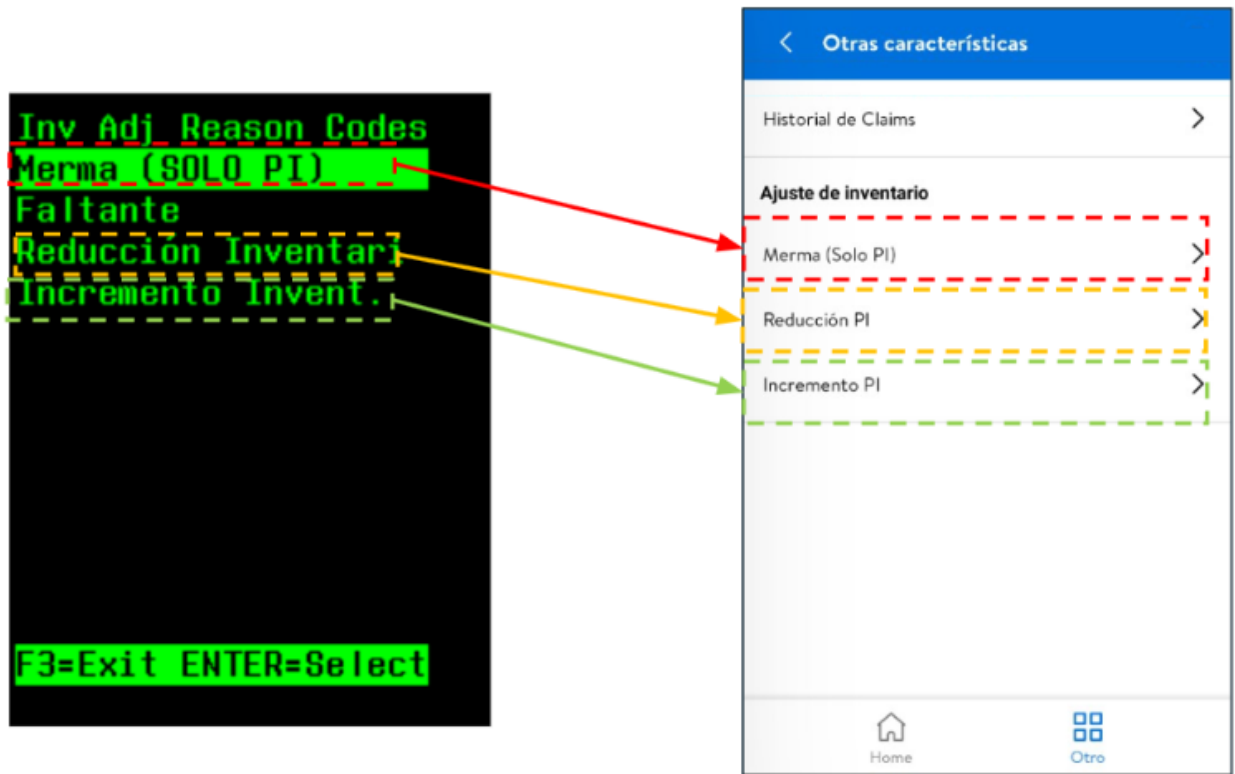 Inv Adj Reason Codes
Merma (SOLO PI)
Faltante
Reducción Inventari
Incremento Invent.
F3=Exit ENTER=Select
Otras características
Historial de Claims
Ajuste de inventario
Merma (Solo PI)
Reducción PI
Incremento PI
Home
Otro